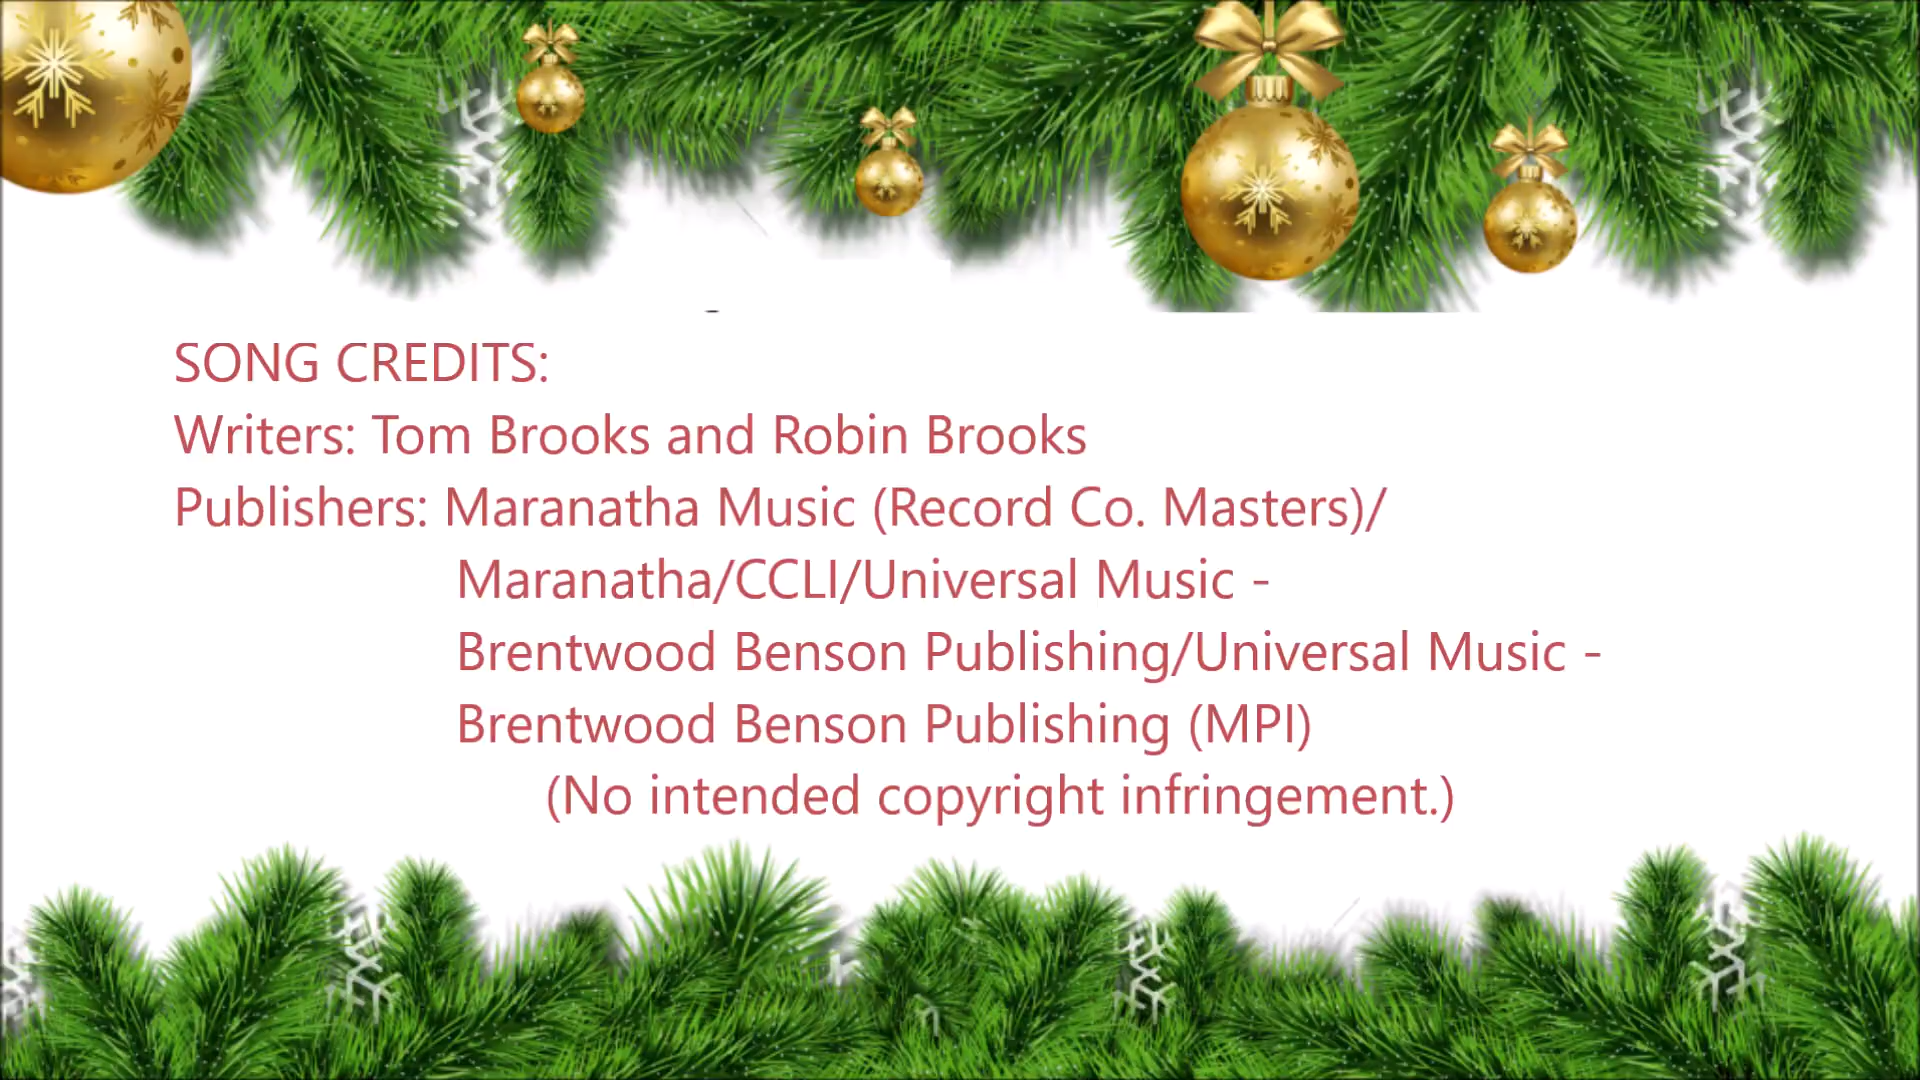 SONG CREDITS:
Writers: Tom Brooks and Robin Brooks
Publishers: Maranatha Music (Record Co. Masters)/
Maranatha/CCLI/Universal Music -
Brentwood Benson Publishing/Universal Music -
Brentwood Benson Publishing (MPI)
(No intended copyright infringement.)